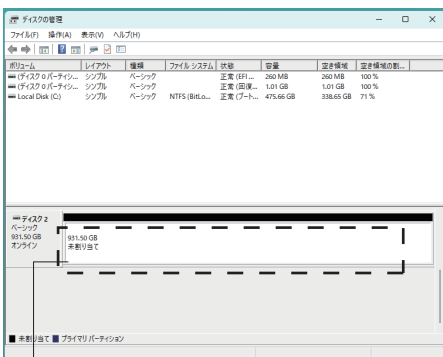 ディスクの管理
ファイル(F) 操作(A) 表示(V) ヘルプ(H)
ボリューム レイアウト 種類 ファイル システム 状態 容量 空き領域 空き領域の割...
(ディスク 0 パーティシ... シンプル ベーシック 正常 (EFI ... 260 MB 260 MB 100 %
(ディスク 0 パーティシ... シンプル ベーシック 正常 (回復... 1.01 GB 1.01 GB 100 %
Local Disk (C:) シンプル ベーシック NTFS (BitLo... 正常 (ブート... 475.66 GB 338.65 GB 71 %
ディスク 2
ベーシック
931.50 GB
オンライン
931.50 GB
未割り当て
未割り当て プライマリ パーティション